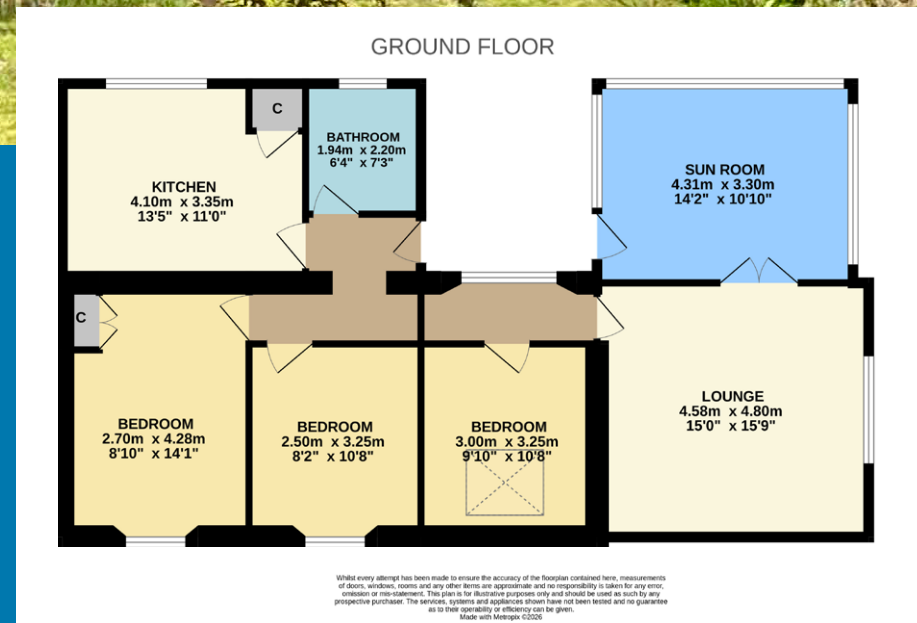 GROUND FLOOR
C
BATHROOM
1.94m x 2.20m
6'4" x 7'3"
KITCHEN
4.10m x 3.35m
13'5" x 11'0"
SUN ROOM
4.31m x 3.30m
14'2" x 10'10"
C
BEDROOM
2.70m x 4.28m
8'10" x 14'1"
BEDROOM
2.50m x 3.25m
8'2" x 10'8"
BEDROOM
3.00m x 3.25m
9'10" x 10'8"
LOUNGE
4.58m x 4.80m
15'0" x 15'9"
Whilst every attempt has been made to ensure the accuracy of the floorplan contained here, measurements
of doors, windows, rooms and any other items are approximate and no responsibility is taken for any error,
omission or mis-statement. This plan is for illustrative purposes only and should be used as such by any
prospective purchaser. The services, systems and appliances shown have not been tested and no guarantee
as to their operability or efficiency can be given.
Made with Metropix ©2026